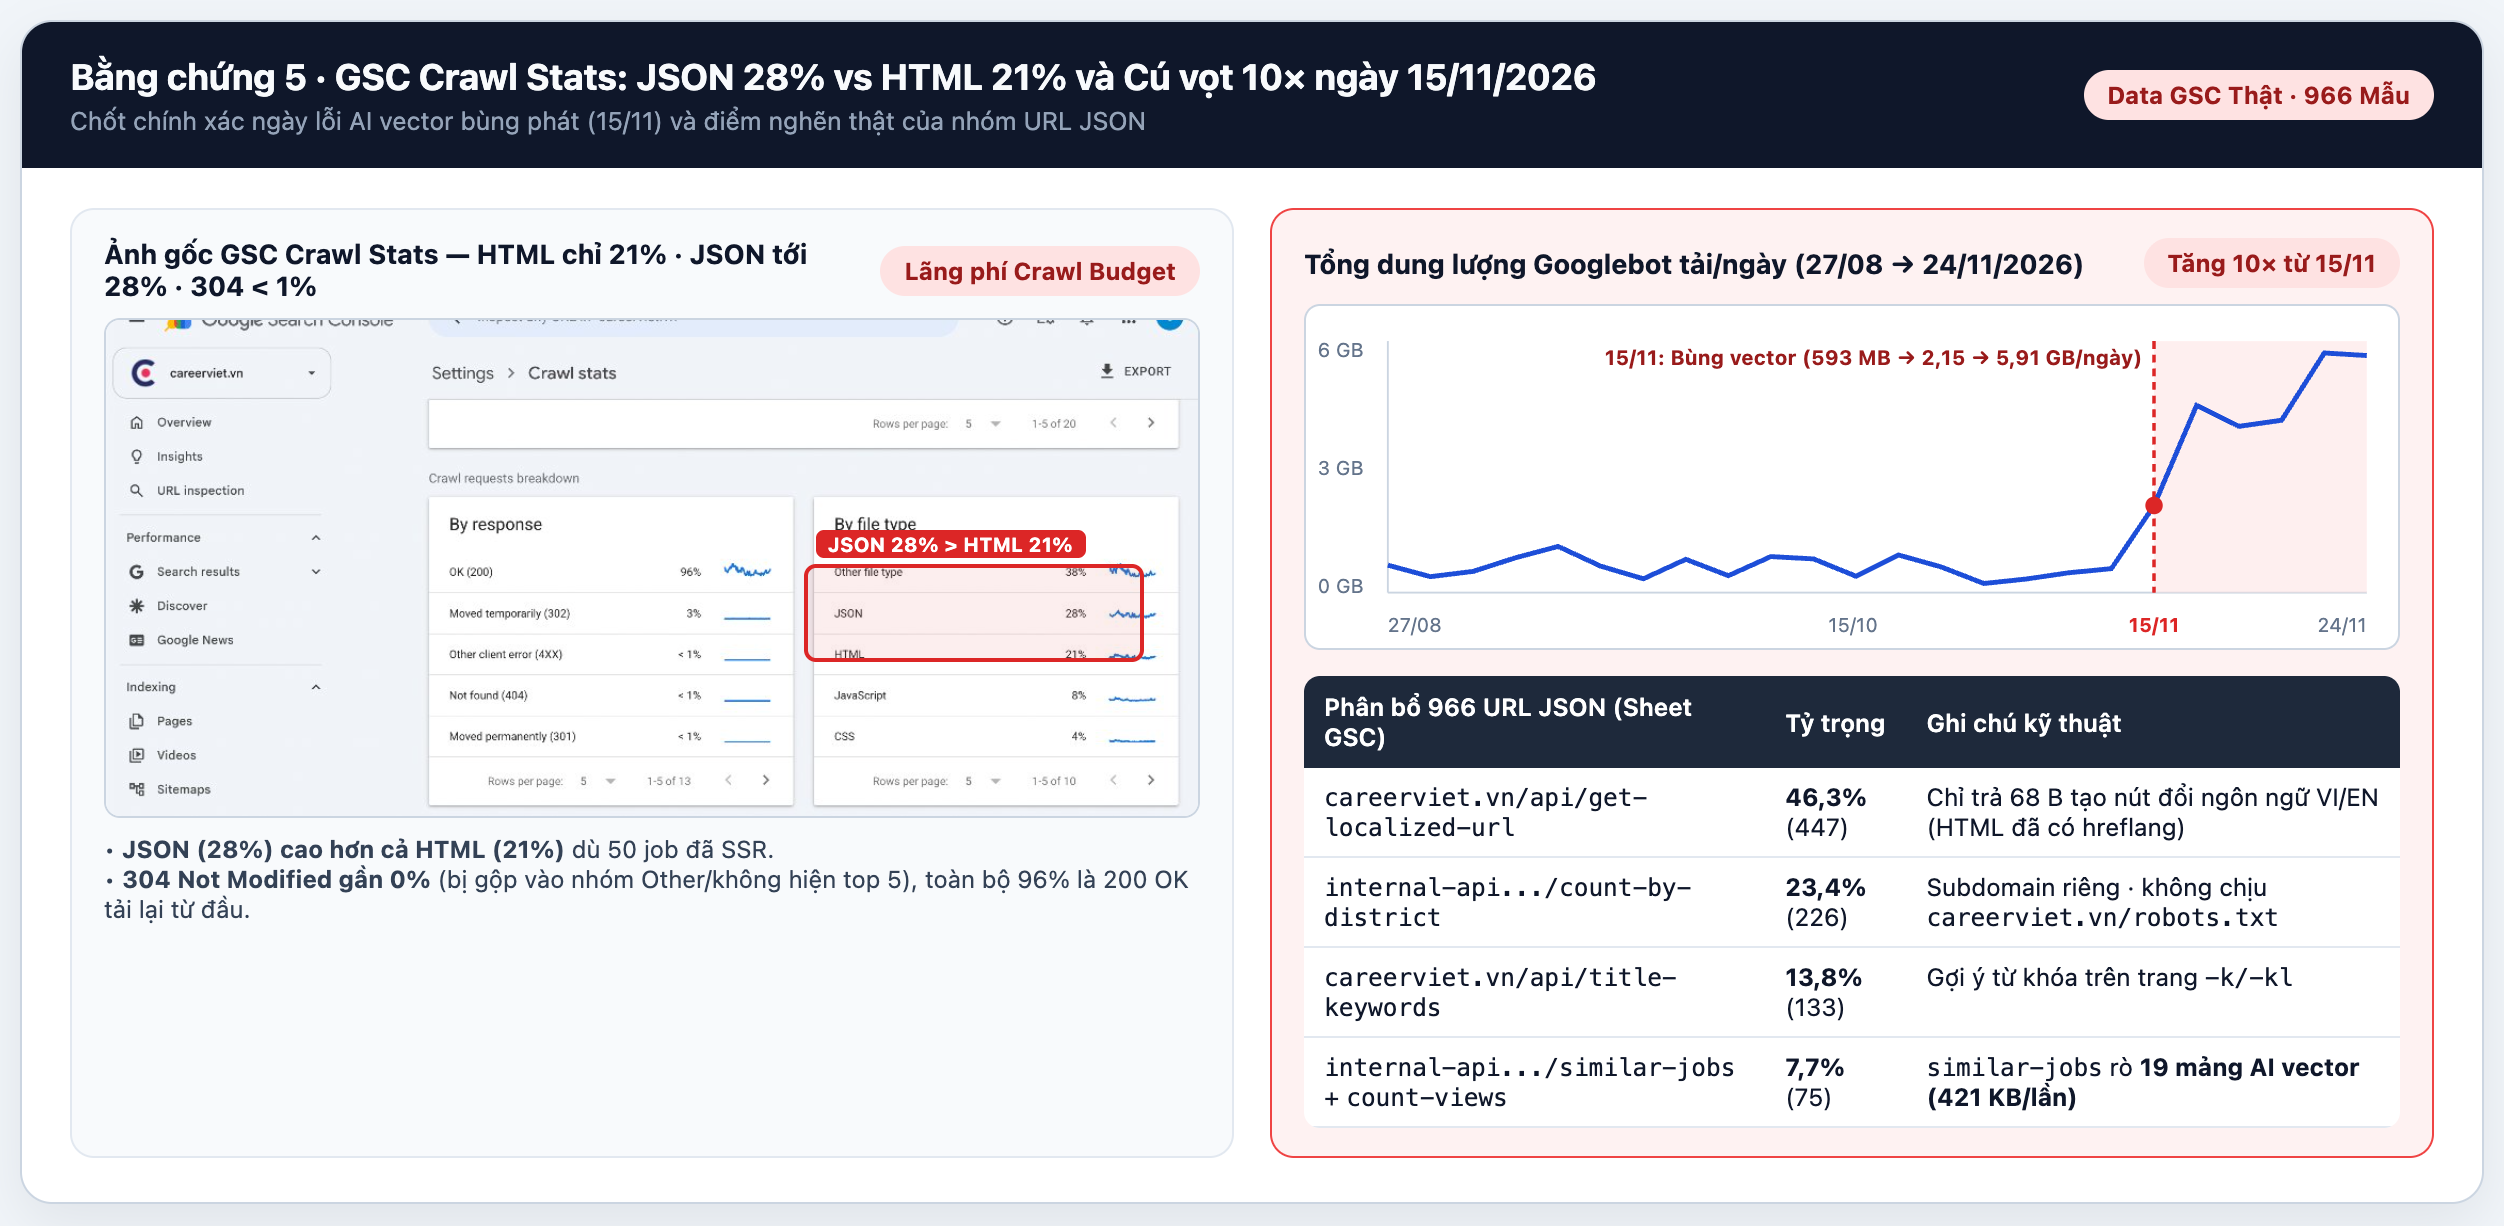 Bằng chứng 5 · GSC Crawl Stats: JSON 28% vs HTML 21% và Cú vọt 10× ngày 15/11/2026
Chốt chính xác ngày lỗi AI vector bùng phát (15/11) và điểm nghẽn thật của nhóm URL JSON
Data GSC Thật · 966 Mẫu
Ảnh gốc GSC Crawl Stats — HTML chỉ 21% · JSON tới
28% · 304 < 1%
Lãng phí Crawl Budget
Google Search Console
careerviet.vn
Settings > Crawl stats
EXPORT
Overview
Insights
URL inspection
Performance
Search results
Discover
Google News
Indexing
Pages
Videos
Sitemaps
Rows per page: 5 1-5 of 20
Crawl requests breakdown
By response
OK (200) 96%
Moved temporarily (302) 3%
Other client error (4XX) < 1%
Not found (404) < 1%
Moved permanently (301) < 1%
Rows per page: 5 1-5 of 13
By file type
JSON 28% > HTML 21%
Other file type 38%
JSON 28%
HTML 21%
JavaScript 8%
CSS 4%
Rows per page: 5 1-5 of 10
• JSON (28%) cao hơn cả HTML (21%) dù 50 job đã SSR.
• 304 Not Modified gần 0% (bị gộp vào nhóm Other/không hiện top 5), toàn bộ 96% là 200 OK
tải lại từ đầu.
Tổng dung lượng Googlebot tải/ngày (27/08 → 24/11/2026)
Tăng 10× từ 15/11
15/11: Bùng vector (593 MB → 2,15 → 5,91 GB/ngày)
6 GB
3 GB
0 GB
27/08
15/10
15/11
24/11
Phân bổ 966 URL JSON (Sheet
GSC)
Tỷ trọng
Ghi chú kỹ thuật
careerviet.vn/api/get-
localized-url
46,3%
(447)
Chỉ trả 68 B tạo nút đổi ngôn ngữ VI/EN
(HTML đã có hreflang)
internal-api.../count-by-
district
23,4%
(226)
Subdomain riêng · không chịu
careerviet.vn/robots.txt
careerviet.vn/api/title-
keywords
13,8%
(133)
Gợi ý từ khóa trên trang -k/-kl
internal-api.../similar-jobs
+ count-views
7,7%
(75)
similar-jobs rò 19 mảng AI vector
(421 KB/lần)